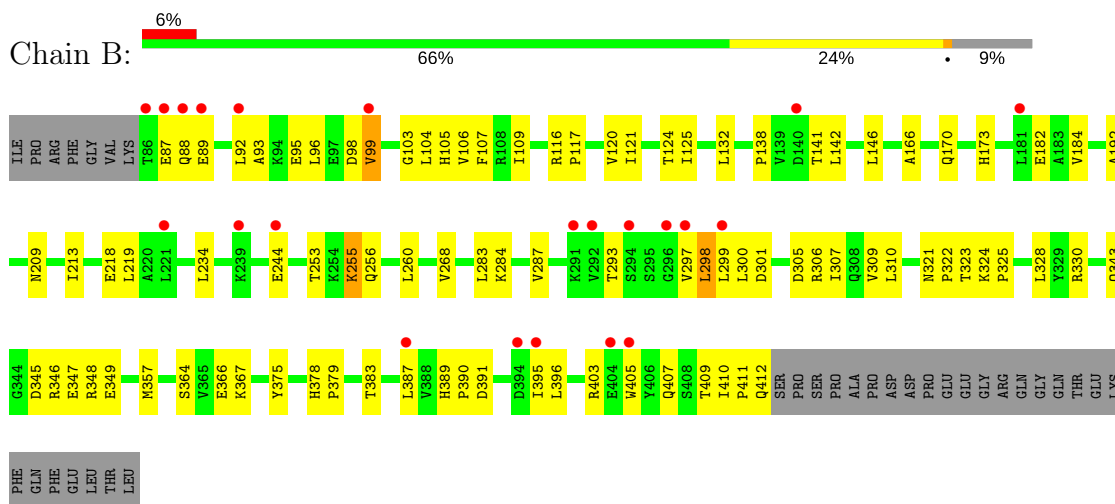 6%
Chain B:
66% 24% • 9%
ILE PRO ARG PHE GLY VAL LYS T86 E87 Q88 E89 L92 A93 K94 E95 L96 E97 D98 V99 G103 L104 H105 V106 F107 R108 I109 R116 P117 V120 I121 T124 I125 L132 P138 V139 D140 T141 L142 L146 A166 Q170 H173 L181 E182 A183 V184 A192
N209 I213 E218 L219 A220 L221 L234 K239 E244 T253 K254 K255 Q256 L260 V268 L283 K284 V287 K291 V292 T293 S294 S295 G296 V297 L298 L299 L300 D301 D305 R306 I307 Q308 V309 L310 N321 P322 T323 K324 P325 L328 Y329 R330 Q343
G344 D345 R346 E347 R348 E349 M357 S364 V365 E366 K367 Y375 H378 P379 T383 L387 V388 H389 P390 D391 D394 I395 L396 R403 E404 W405 Y406 Q407 S408 T409 I410 P411 Q412 SER PRO SER SER PRO ALA PRO ASP ASP PRO GLU GLU GLY ARG GLN GLY GLN THR GLU LYS
PHE GLN PHE GLU LEU THR LEU